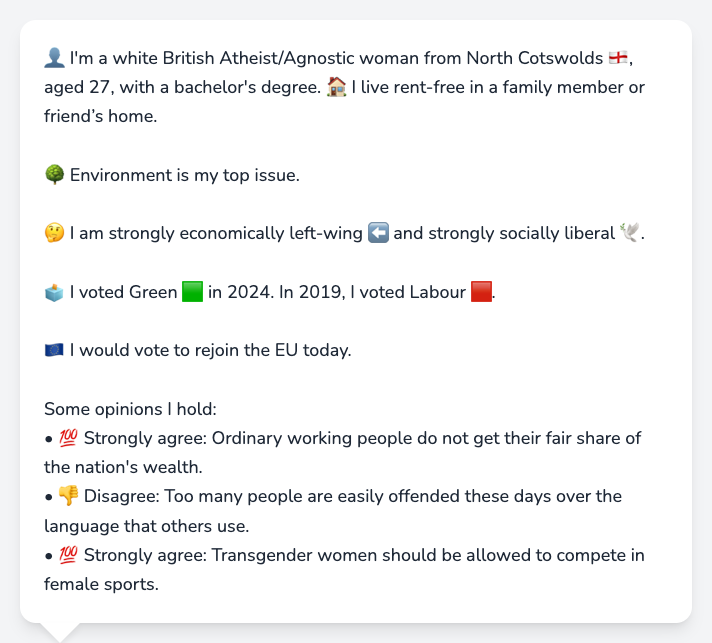 👤 I'm a white British Atheist/Agnostic woman from North Cotswolds 🏴󠁧󠁢󠁥󠁮󠁧󠁿,
aged 27, with a bachelor's degree. 🏠 I live rent-free in a family member or
friend’s home.
🌳 Environment is my top issue.
🤔 I am strongly economically left-wing ⬅️ and strongly socially liberal 🕊️.
🗳️ I voted Green 🟩 in 2024. In 2019, I voted Labour 🟥.
🇪🇺 I would vote to rejoin the EU today.
Some opinions I hold:
• 💯 Strongly agree: Ordinary working people do not get their fair share of
the nation's wealth.
• 👎 Disagree: Too many people are easily offended these days over the
language that others use.
• 💯 Strongly agree: Transgender women should be allowed to compete in
female sports.